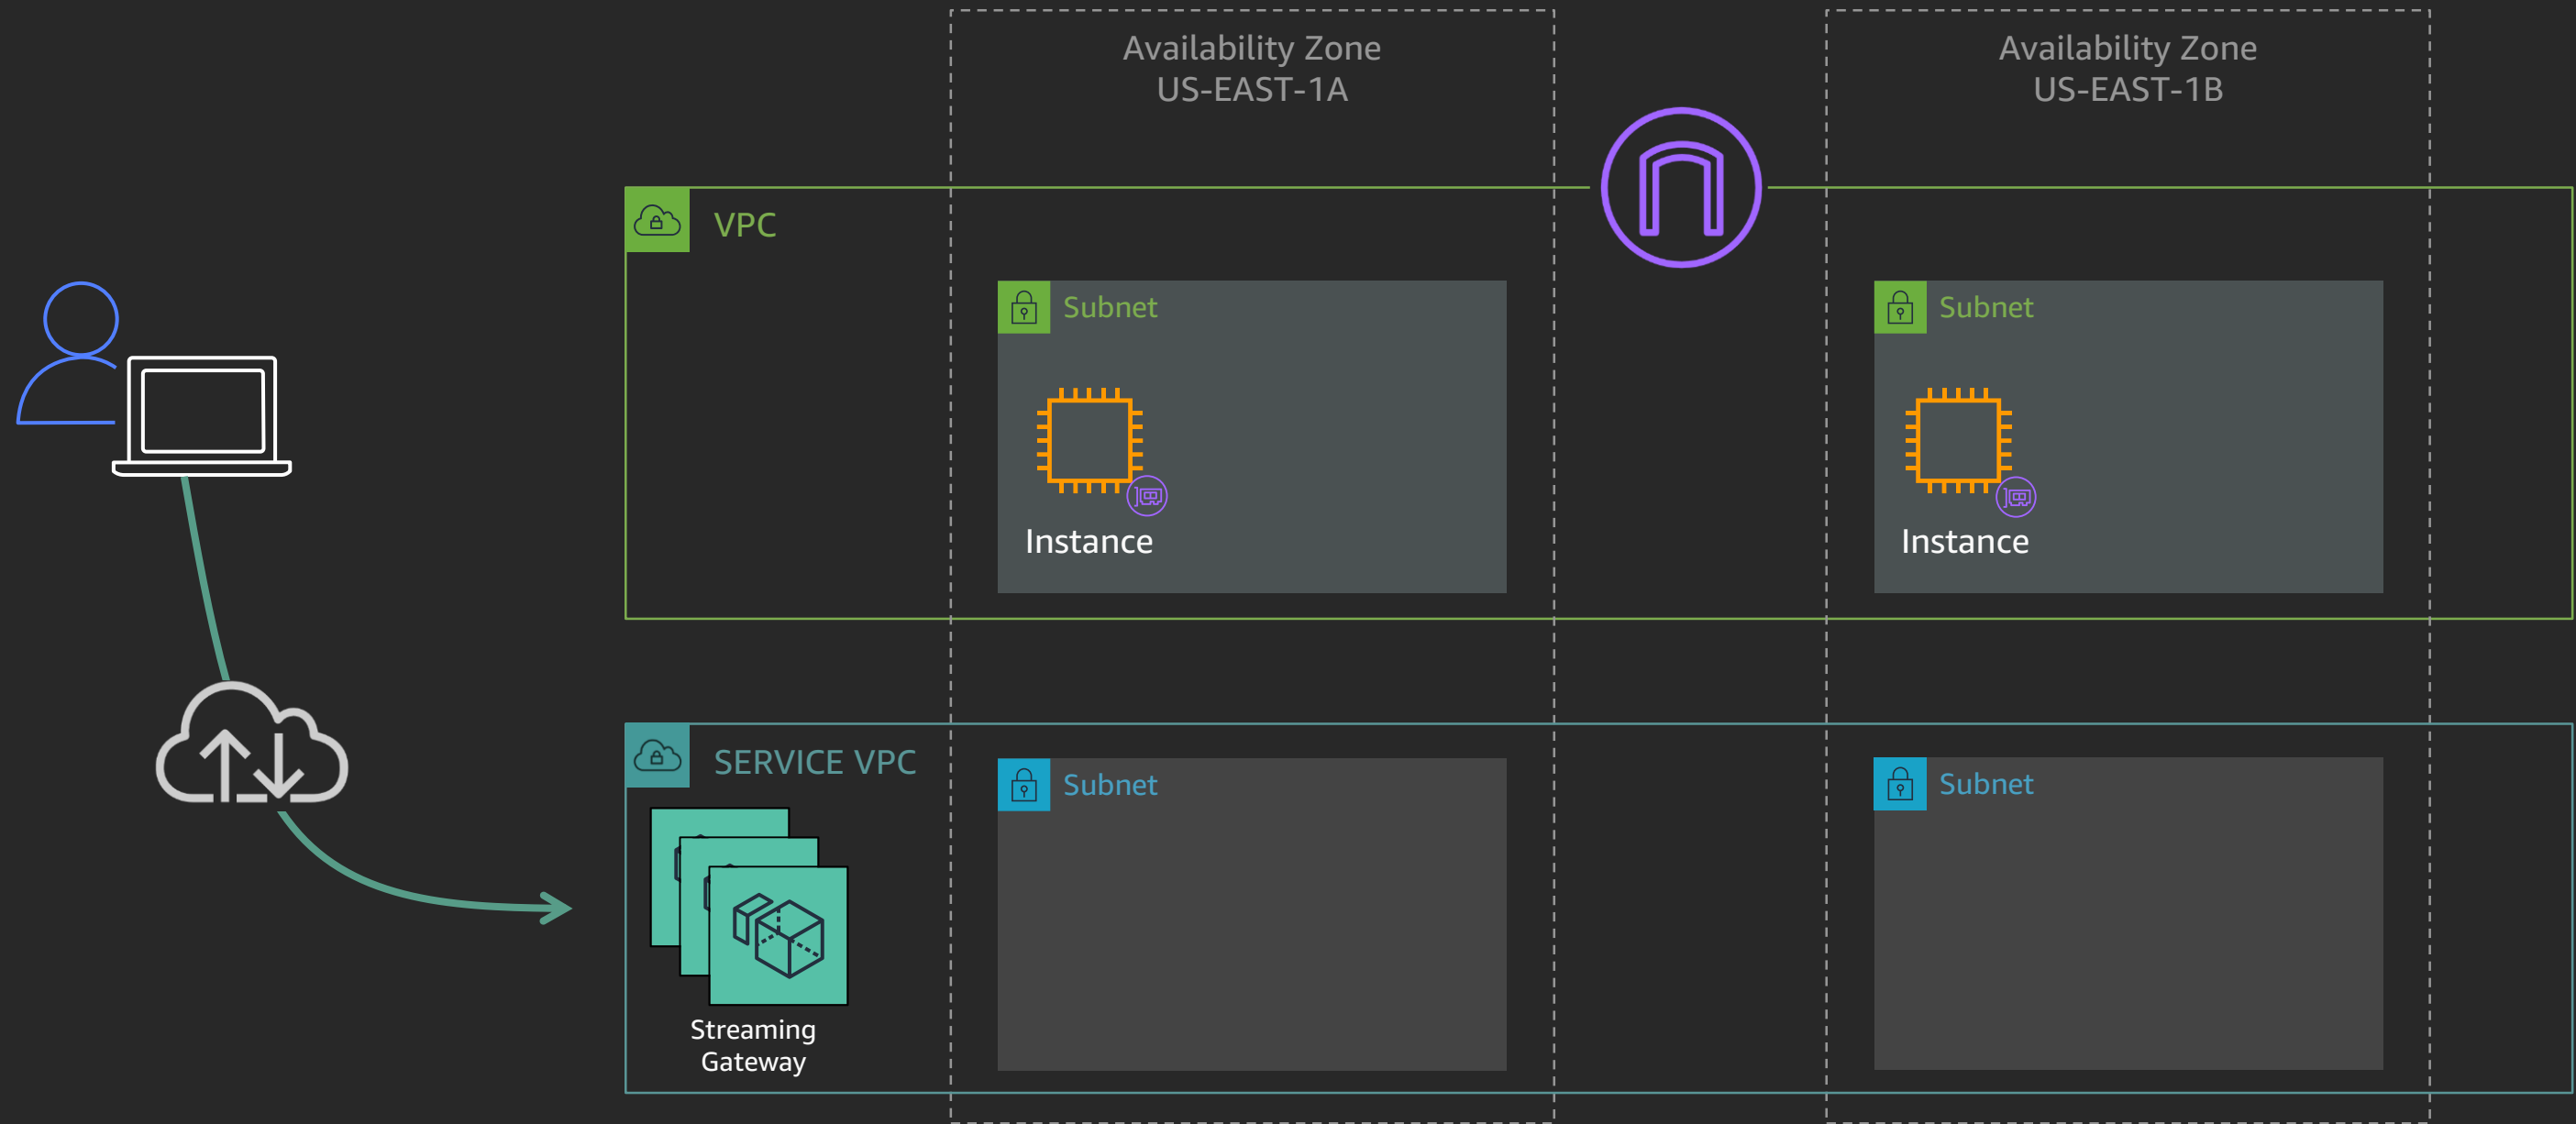 Availability Zone
US-EAST-1A
Availability Zone
US-EAST-1B
VPC
Subnet
Subnet
Instance
Instance
SERVICE VPC
Subnet
Subnet
Streaming
Gateway